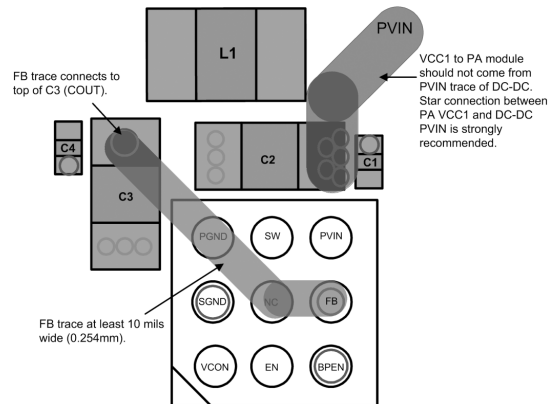 PVIN
L1
VCC1 to PA module
should not come from
PVIN trace of DC-DC.
Star connection between
PA VCC1 and DC-DC
PVIN is strongly
recommended.
FB trace connects to
top of C3 (COUT).
C4
C3
C2
C1
PGND
SW
PVIN
SGND
NC
FB
FB trace at least 10 mils
wide (0.254mm).
VCON
EN
BPEN